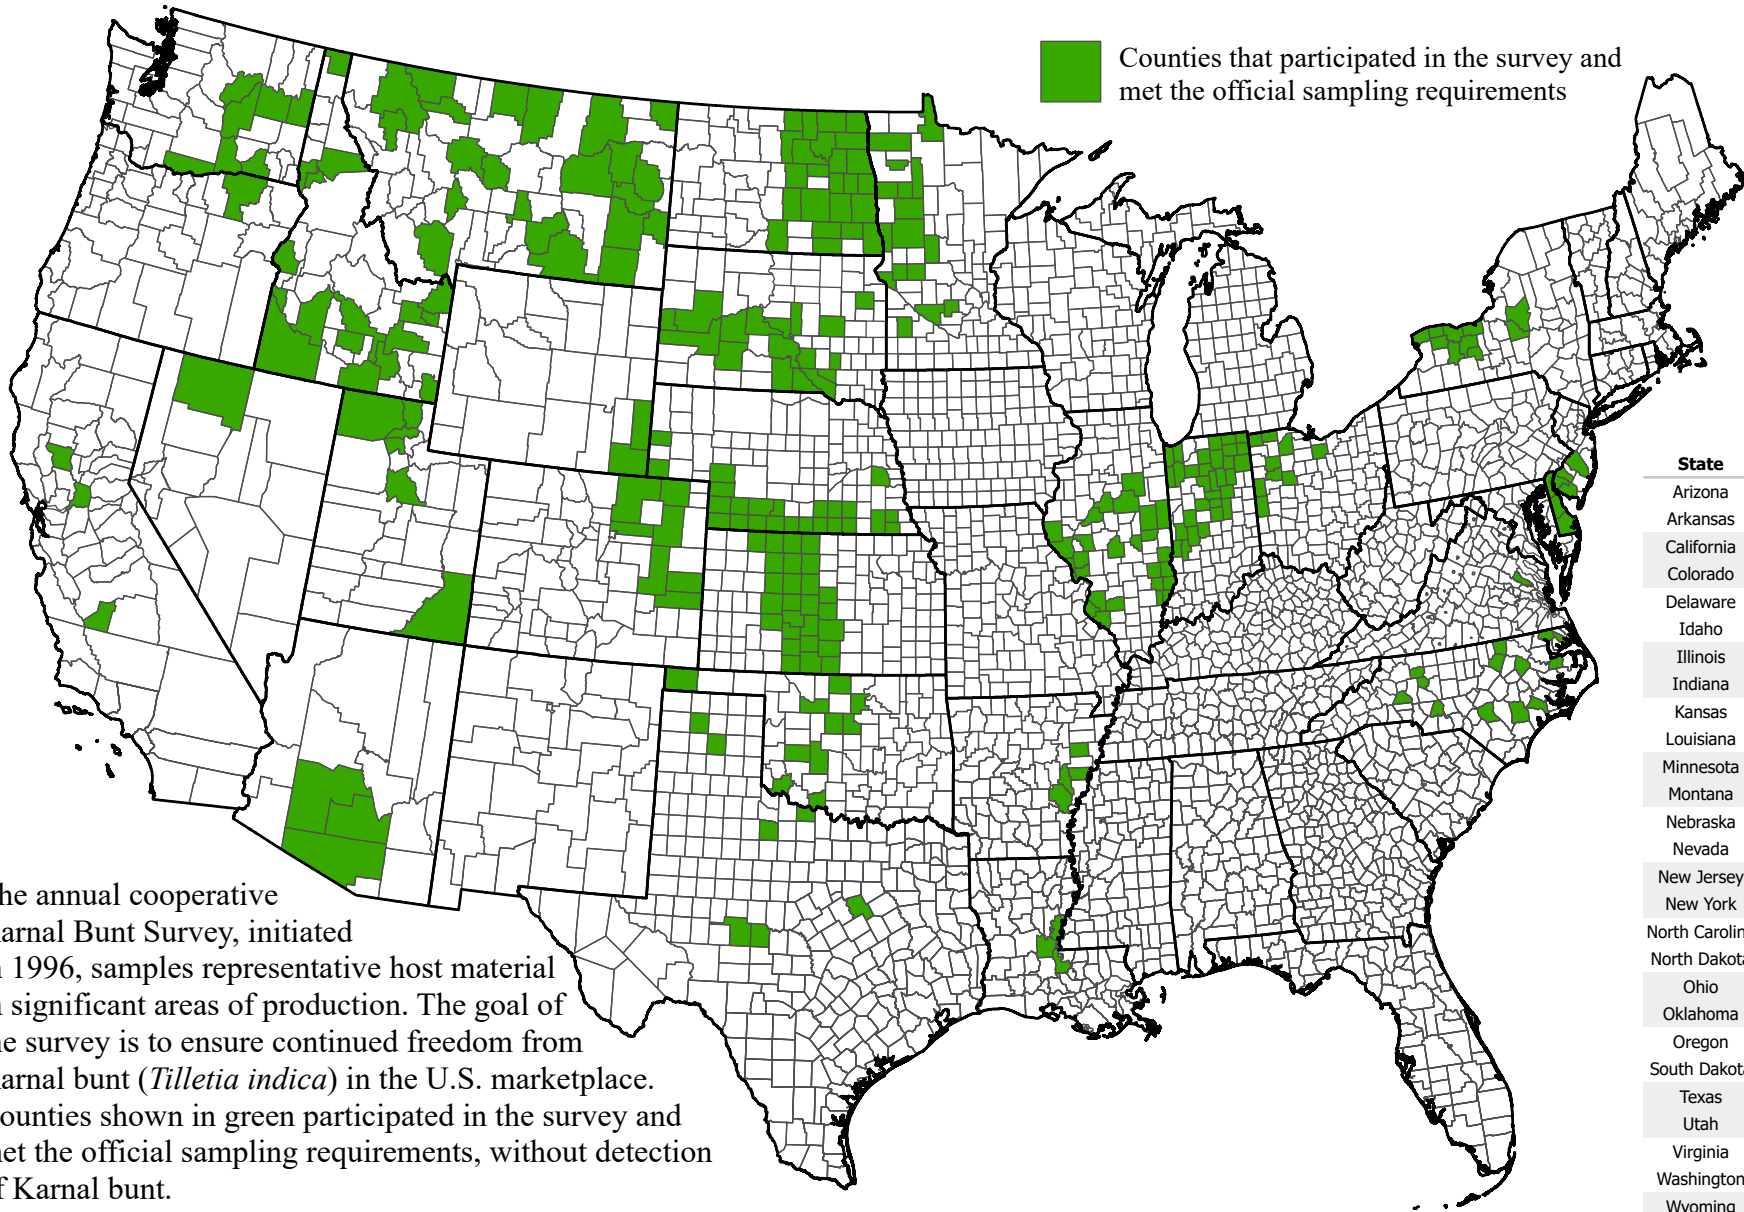 Counties that participated in the survey and
met the official sampling requirements
State
Arizona
Arkansas
California
Colorado
Delaware
Idaho
Illinois
Indiana
Kansas
Louisiana
Minnesota
Montana
Nebraska
Nevada
New Jersey
New York
North Carolin
North Dakot
Ohio
Oklahoma
Oregon
South Dakot
Texas
Utah
Virginia
Washington
Wyoming
he annual cooperative
arnal Bunt Survey, initiated
n 1996, samples representative host material
n significant areas of production. The goal of
he survey is to ensure continued freedom from
arnal bunt (Tilletia indica) in the U.S. marketplace.
ounties shown in green participated in the survey and
met the official sampling requirements, without detection
f Karnal bunt.